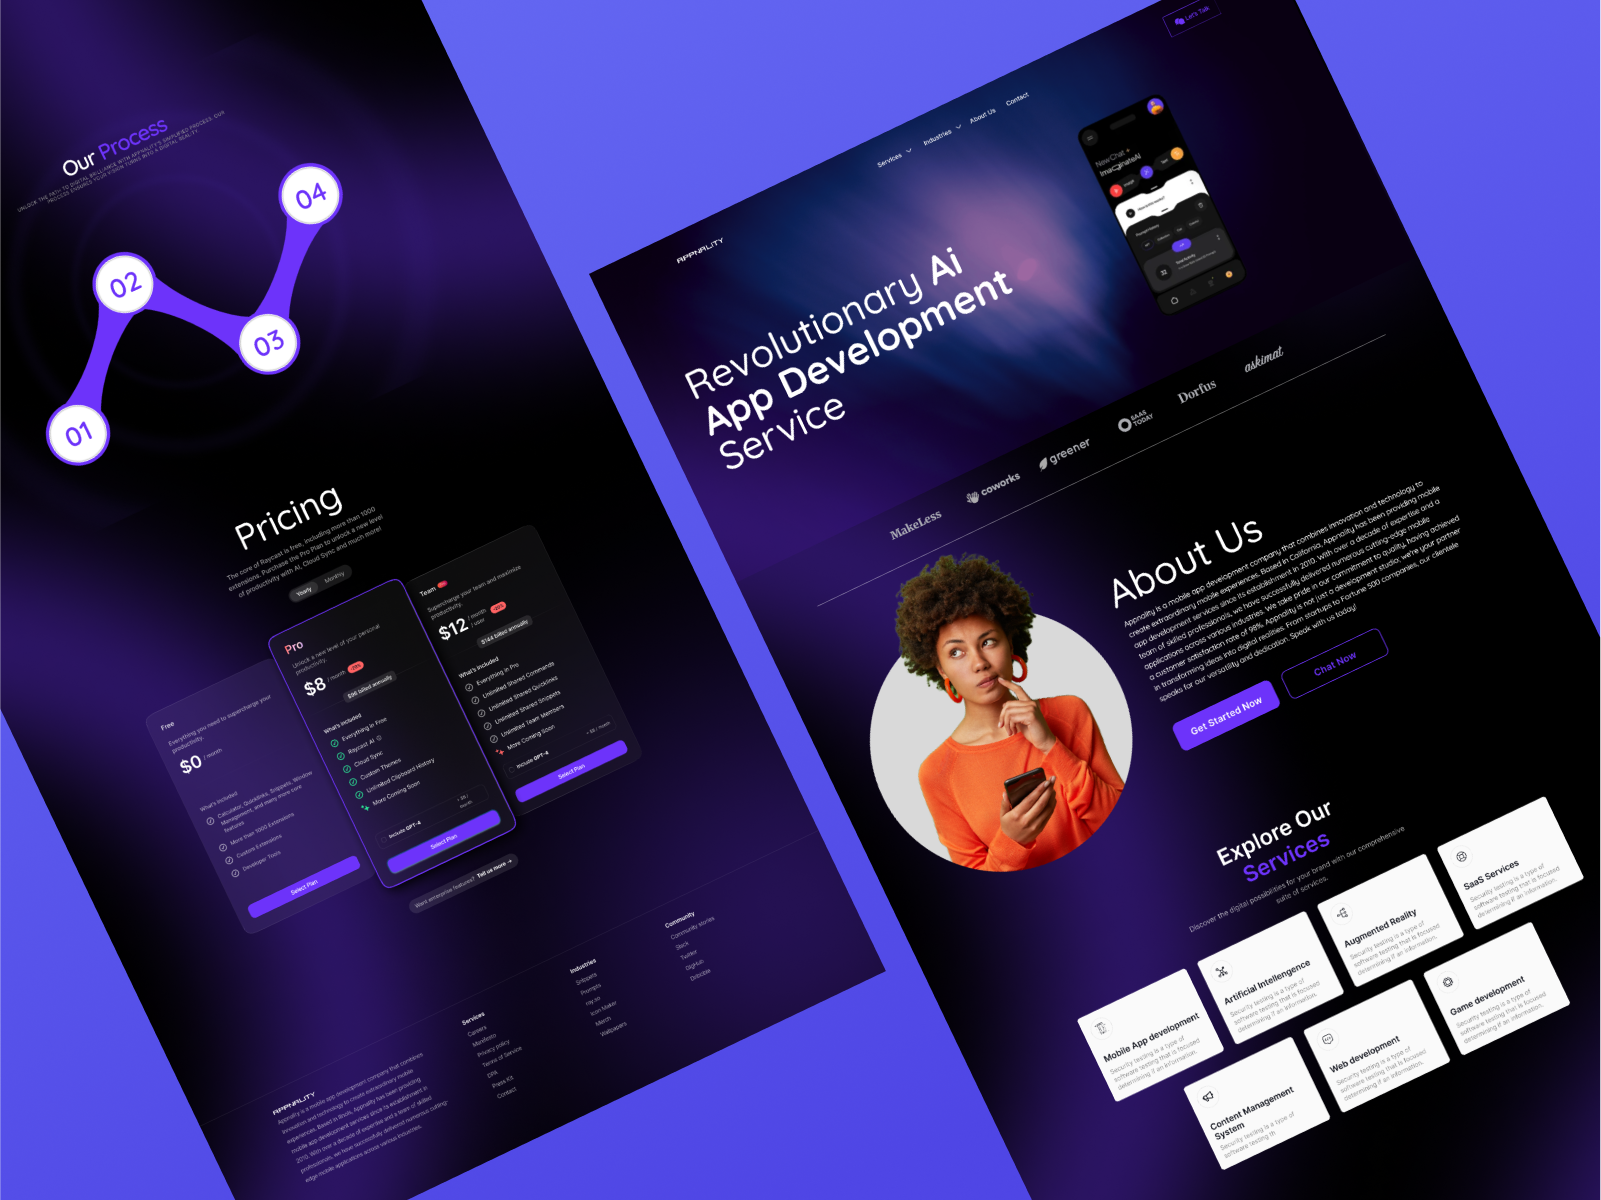 Our Process
UNLOCK THE PATH TO DIGITAL BRILLIANCE WITH APPNALITY'S SIMPLIFIED PROCESS. OUR
PROCESS ENSURES YOUR VISION TURNS INTO A DIGITAL REALITY.
01
02
03
04
Pricing
The core of Raycast is free, including more than 1000
extensions. Purchase the Pro Plan to unlock a new level
of productivity with AI, Cloud Sync and much more!
Yearly
Monthly
Free
Everything you need to supercharge your
productivity.
$0 / month
What's included
Calculator, Quicklinks, Snippets, Window
Management, and many more core
features
More than 1000 Extensions
Custom Extensions
Developer Tools
Select Plan
Pro
Unlock a new level of your personal
productivity.
$8 / month
$96 billed annually
What's included
Everything in Free
Raycast AI
Cloud Sync
Custom Themes
Unlimited Clipboard History
More Coming Soon
Include GPT-4
+ $8 /
month
Select Plan
Team
Supercharge your team and maximize
productivity.
$12 / month
/ user
$144 billed annually
What's included
Everything in Pro
Unlimited Shared Commands
Unlimited Shared Quicklinks
Unlimited Shared Snippets
Unlimited Team Members
More Coming Soon
Include GPT-4
+ $8 / month
Select Plan
Want enterprise features? Tell us more →
APPNALITY
Appnality is a mobile app development company that combines
innovation and technology to create extraordinary mobile
experiences. Based in Appnality has been providing
mobile app development services since its establishment in
2010. With over a decade of expertise and a team of skilled
professionals, we have successfully delivered numerous cutting-
edge mobile applications across various industries.
Services
Careers
Manifesto
Privacy policy
Terms of Service
DPA
Press Kit
Contact
Industries
Snippets
Prompts
ray.so
Icon Maker
Merch
Wallpapers
Community
Community stories
Slack
Twitter
GigHub
Dribbble
Let's Talk
APPNALITY
Services
Industries
About Us
Contact
Revolutionary Ai
App Development
Service
New Chat +
ImaginateAI
MakeLess
coworks
greener
SAAS
TODAY
Dorfus
askimat
About Us
Appnality is a mobile app development company that combines innovation and technology to
create extraordinary mobile experiences. Based in California, Appnality has been providing mobile
app development services since its establishment in 2010. With over a decade of expertise and a
team of skilled professionals, we have successfully delivered numerous cutting-edge mobile
applications across various industries. We take pride in our commitment to quality, having achieved
a customer satisfaction rate of 98%. Appnality is not just a development studio; we're your partner
in transforming ideas into digital realities. From startups to Fortune 500 companies, our clientele
speaks for our versatility and dedication. Speak with us today!
Get Started Now
Chat Now
Explore Our
Services
Discover the digital possibilities for your brand with our comprehensive
suite of services.
Mobile App development
Security testing is a type of
software testing that is focused
determining if an information.
Artificial Intellengence
Security testing is a type of
software testing that is focused
determining if an information.
Augmented Reality
Security testing is a type of
software testing that is focused
determining if an information.
SaaS Services
Security testing is a type of
software testing that is focused
determining if an information.
Content Management
System
Security testing is a type of
software testing th
Web development
Security testing is a type of
software testing that is focused
determining if an information.
Game development
Security testing is a type of
software testing that is focused
determining if an information.